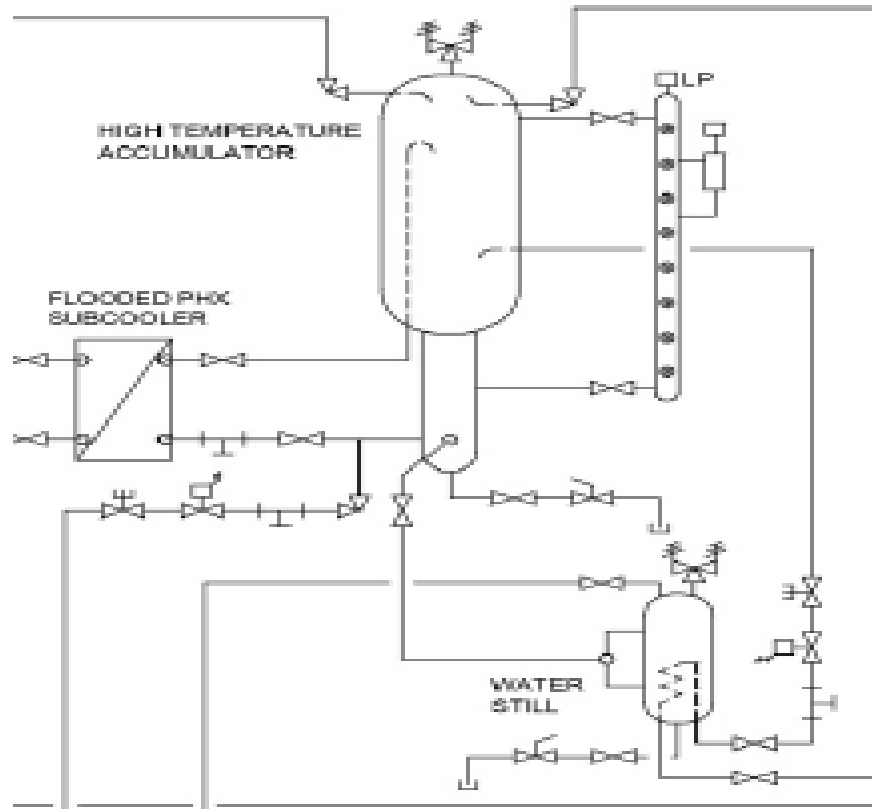 LP
HIGH TEMPERATURE
ACCUMULATOR
FLOODED PHX
SUBCOOLER
WATER
STILL